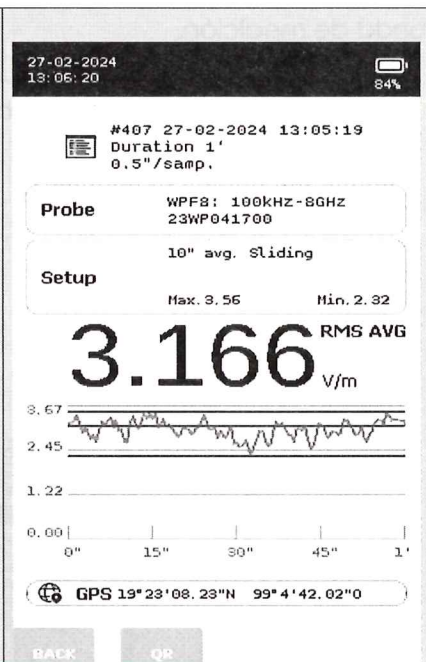 27-02-2024
13:06:20
84%
#407 27-02-2024 13:05:19
Duration 1'
0.5"/samp.
Probe
WPF8: 100kHz-8GHz
23WP041700
Setup
10" avg. Sliding
Max. 3.56 Min. 2.32
3.166 RMS AVG
V/m
3.67
2.45
1.22
0.00
0" 15" 30" 45" 1'
GPS 19°23'08.23"N 99°4'42.02"O
BACK QR